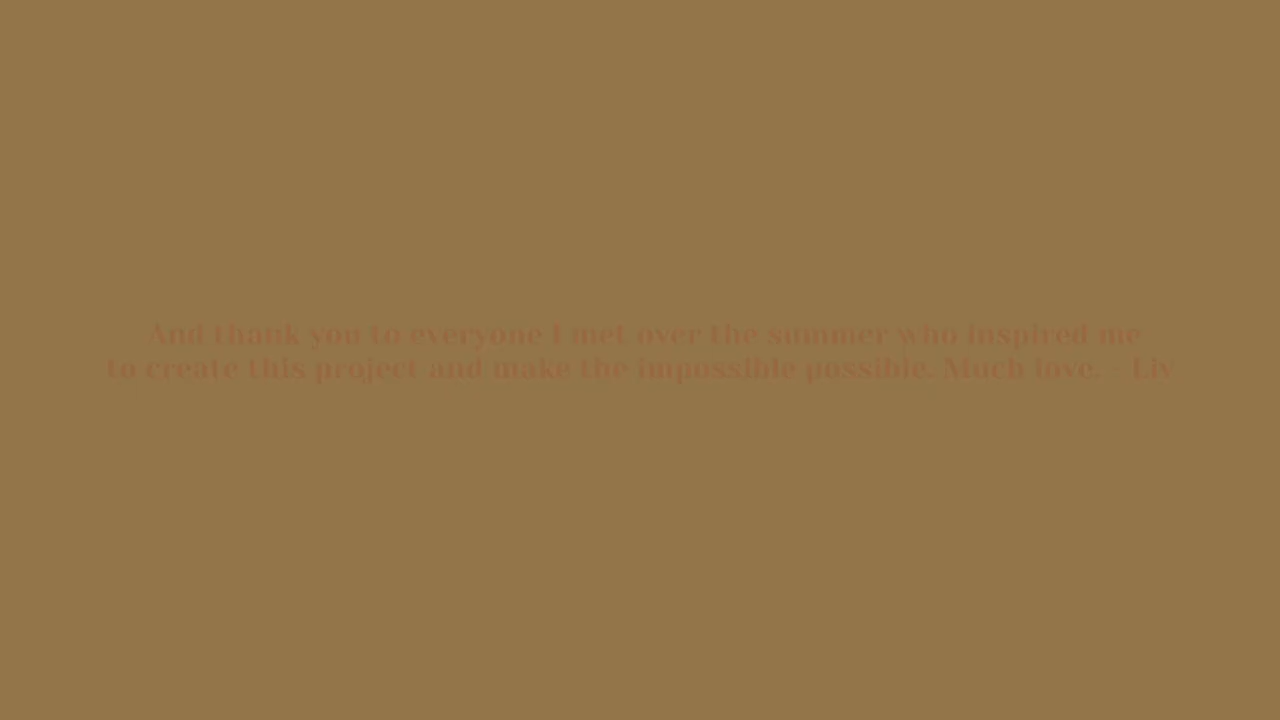 And thank you to everyone I met over the summer who inspired me
to create this project and make the impossible possible. Much love. - Liv